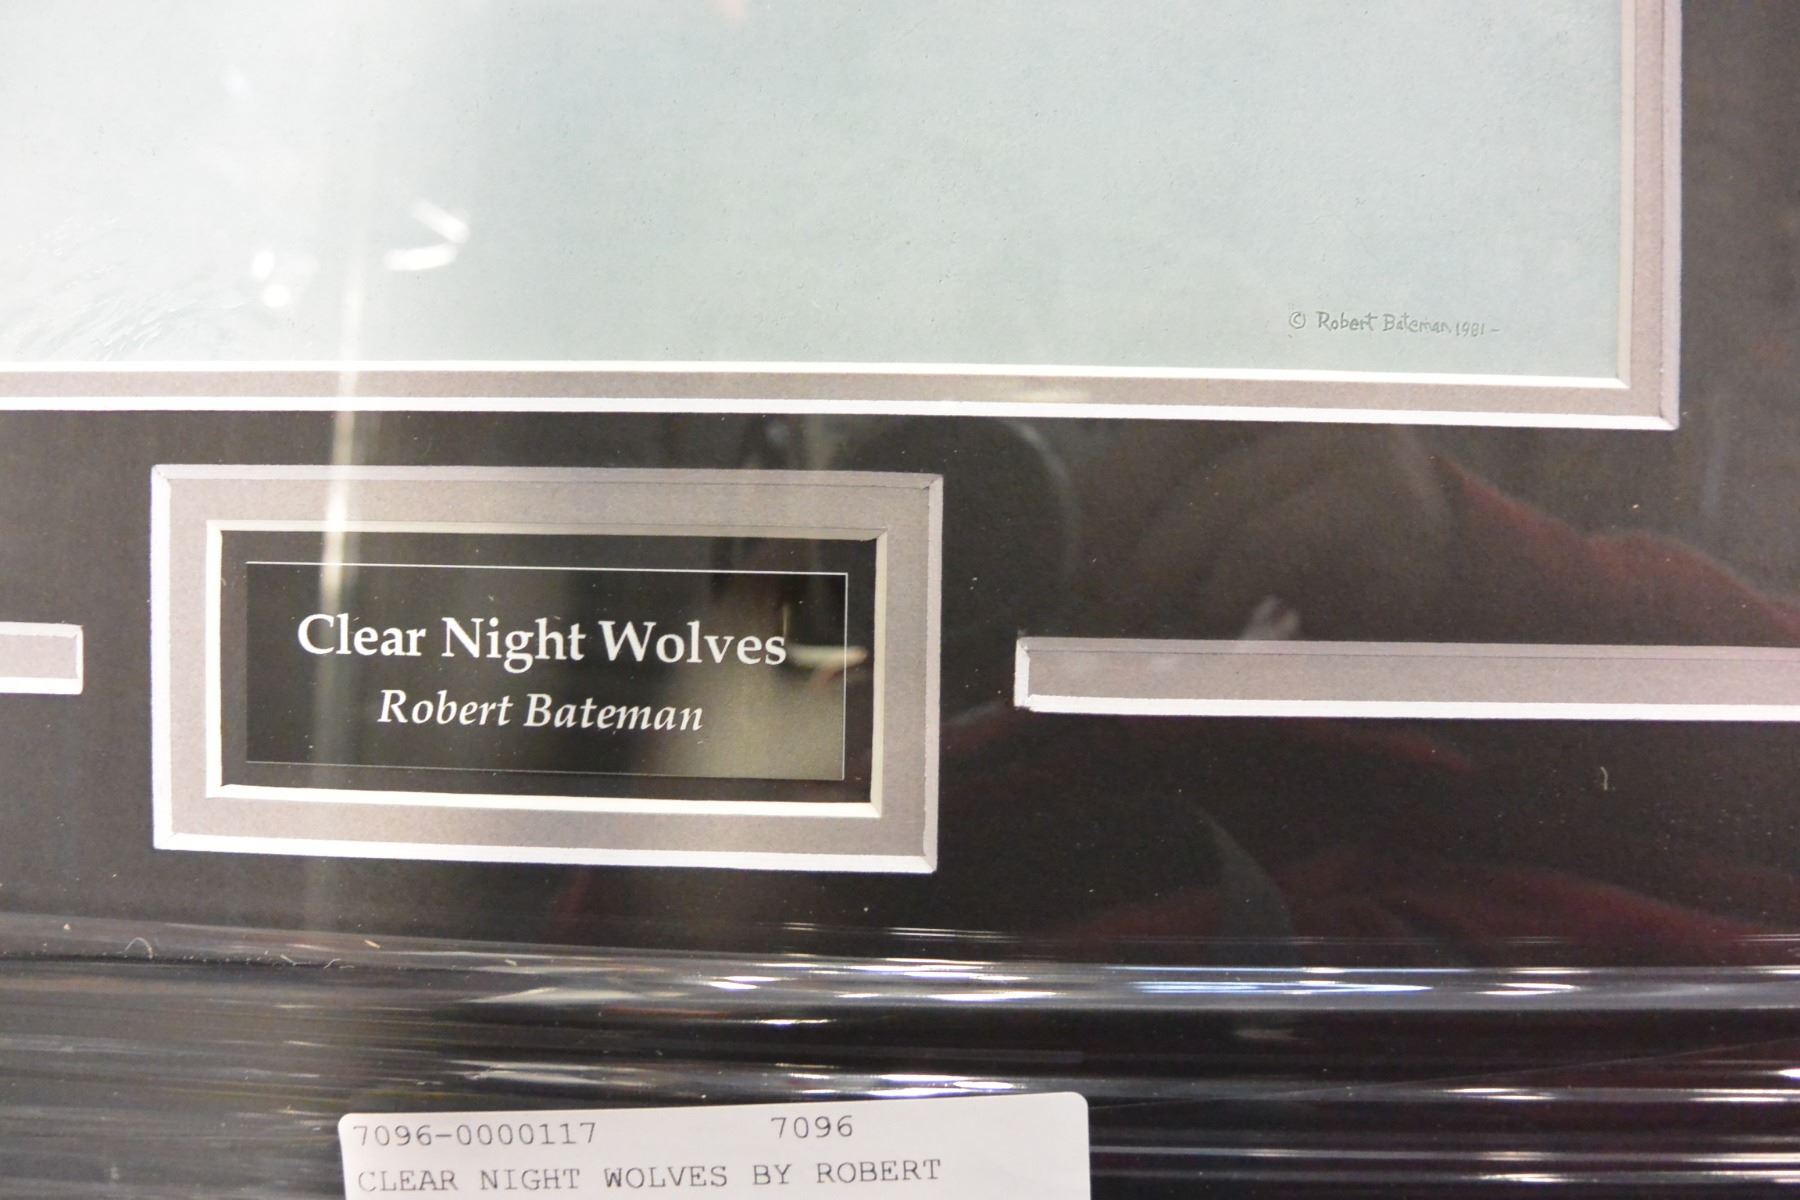 © Robert Bateman 1981 -
Clear Night Wolves
Robert Bateman
7096-0000117 7096
CLEAR NIGHT WOLVES BY ROBERT